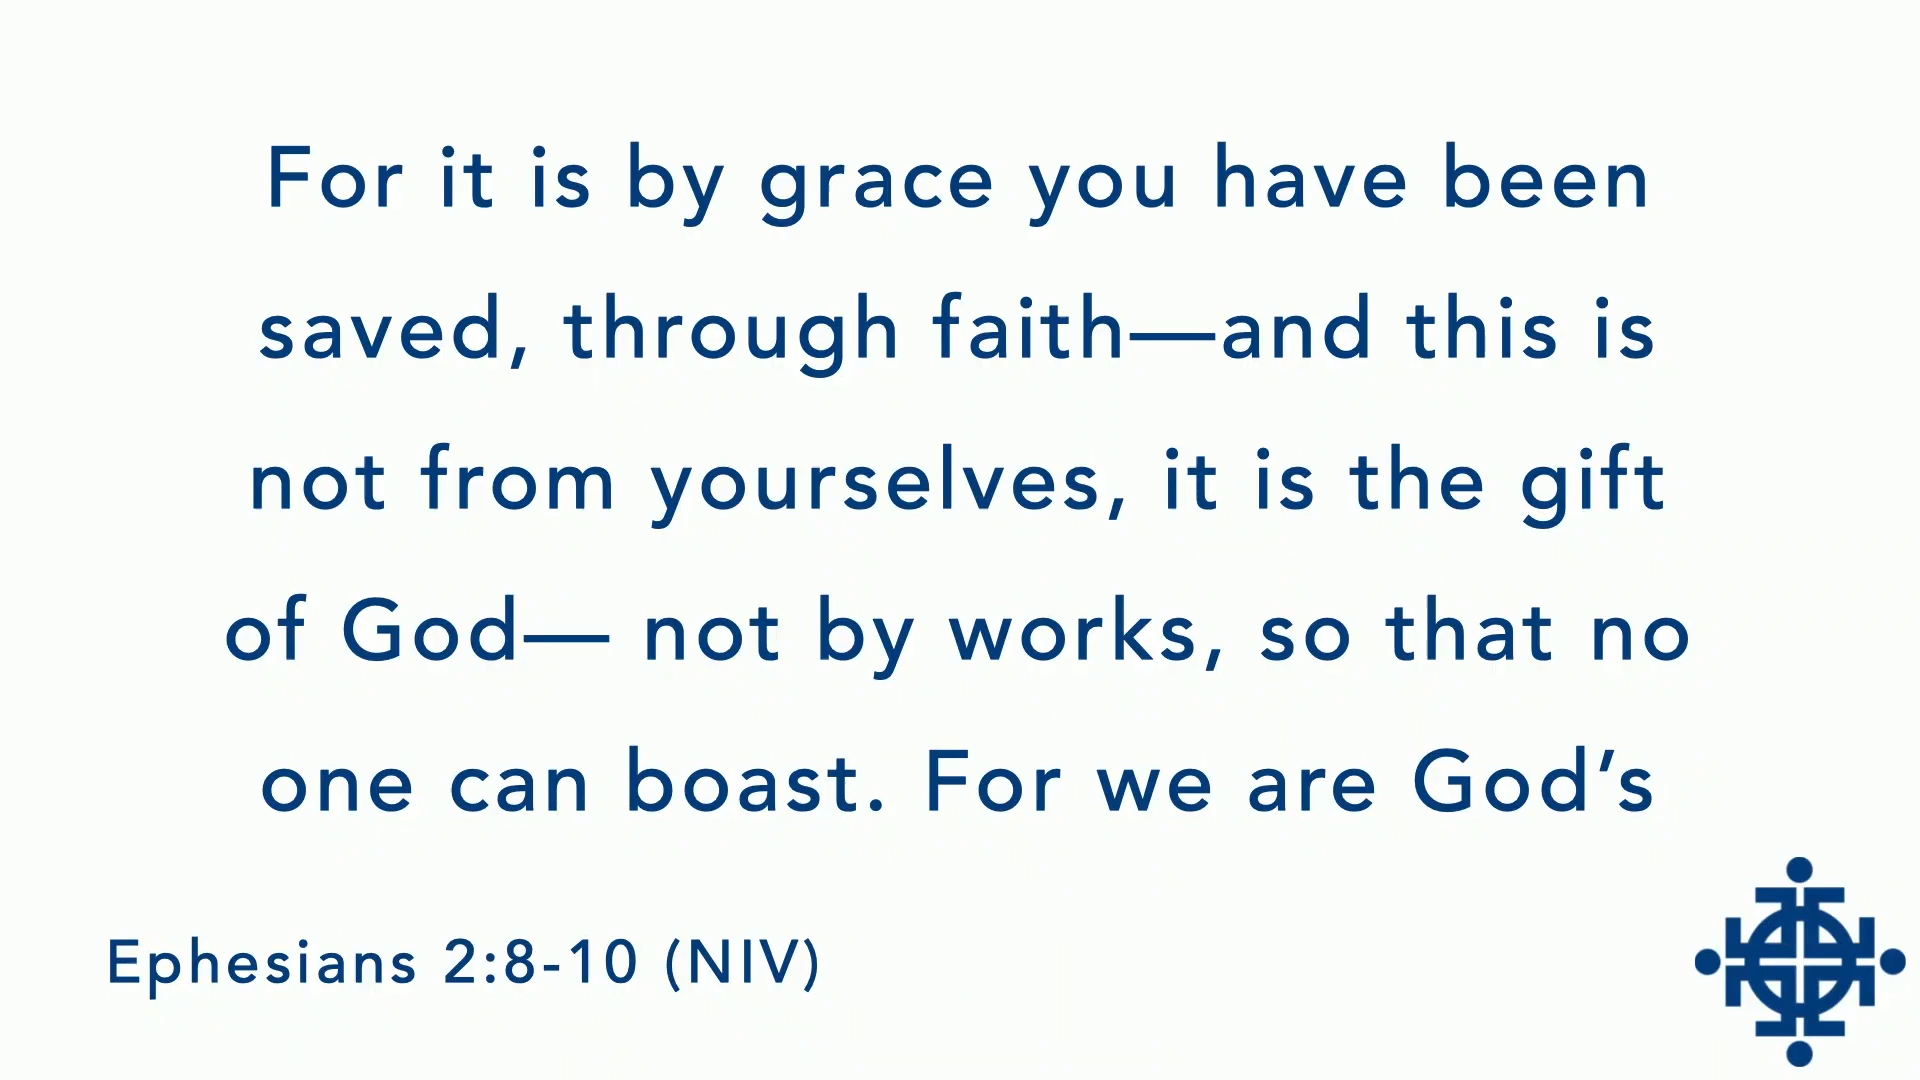 For it is by grace you have been
saved, through faith—and this is
not from yourselves, it is the gift
of God— not by works, so that no
one can boast. For we are God’s
Ephesians 2:8-10 (NIV)